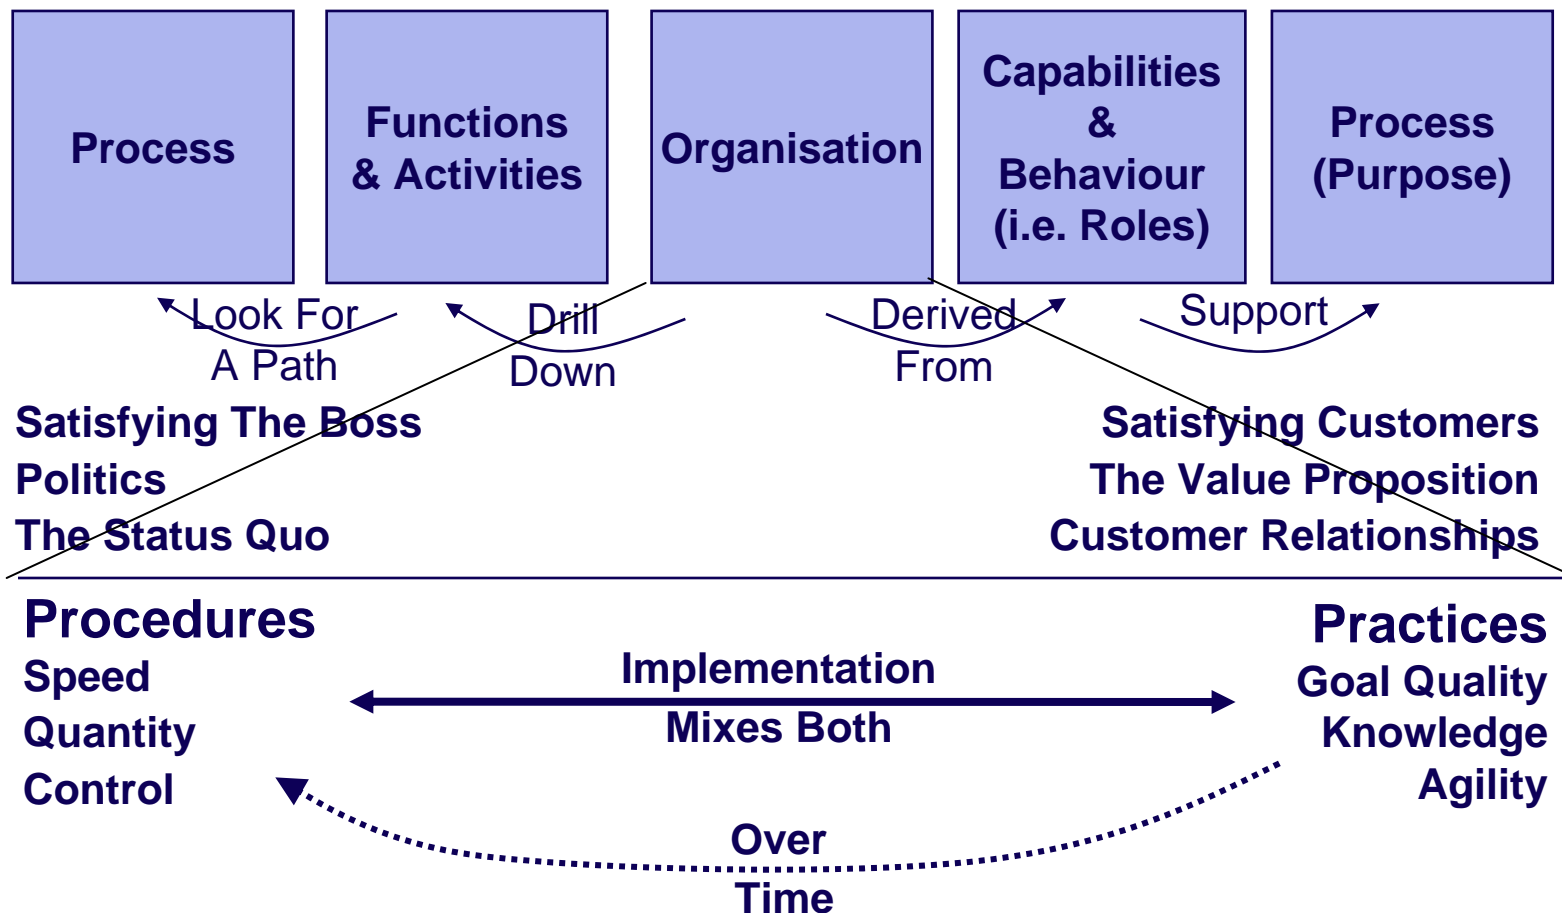 Process
Functions
& Activities
Organisation
Capabilities
&
Behaviour
(i.e. Roles)
Process
(Purpose)
Look For
A Path
Drill
Down
Derived
From
Support
Satisfying The Boss
Politics
The Status Quo
Satisfying Customers
The Value Proposition
Customer Relationships
Procedures
Speed
Quantity
Control
Implementation
Mixes Both
Practices
Goal Quality
Knowledge
Agility
Over
Time